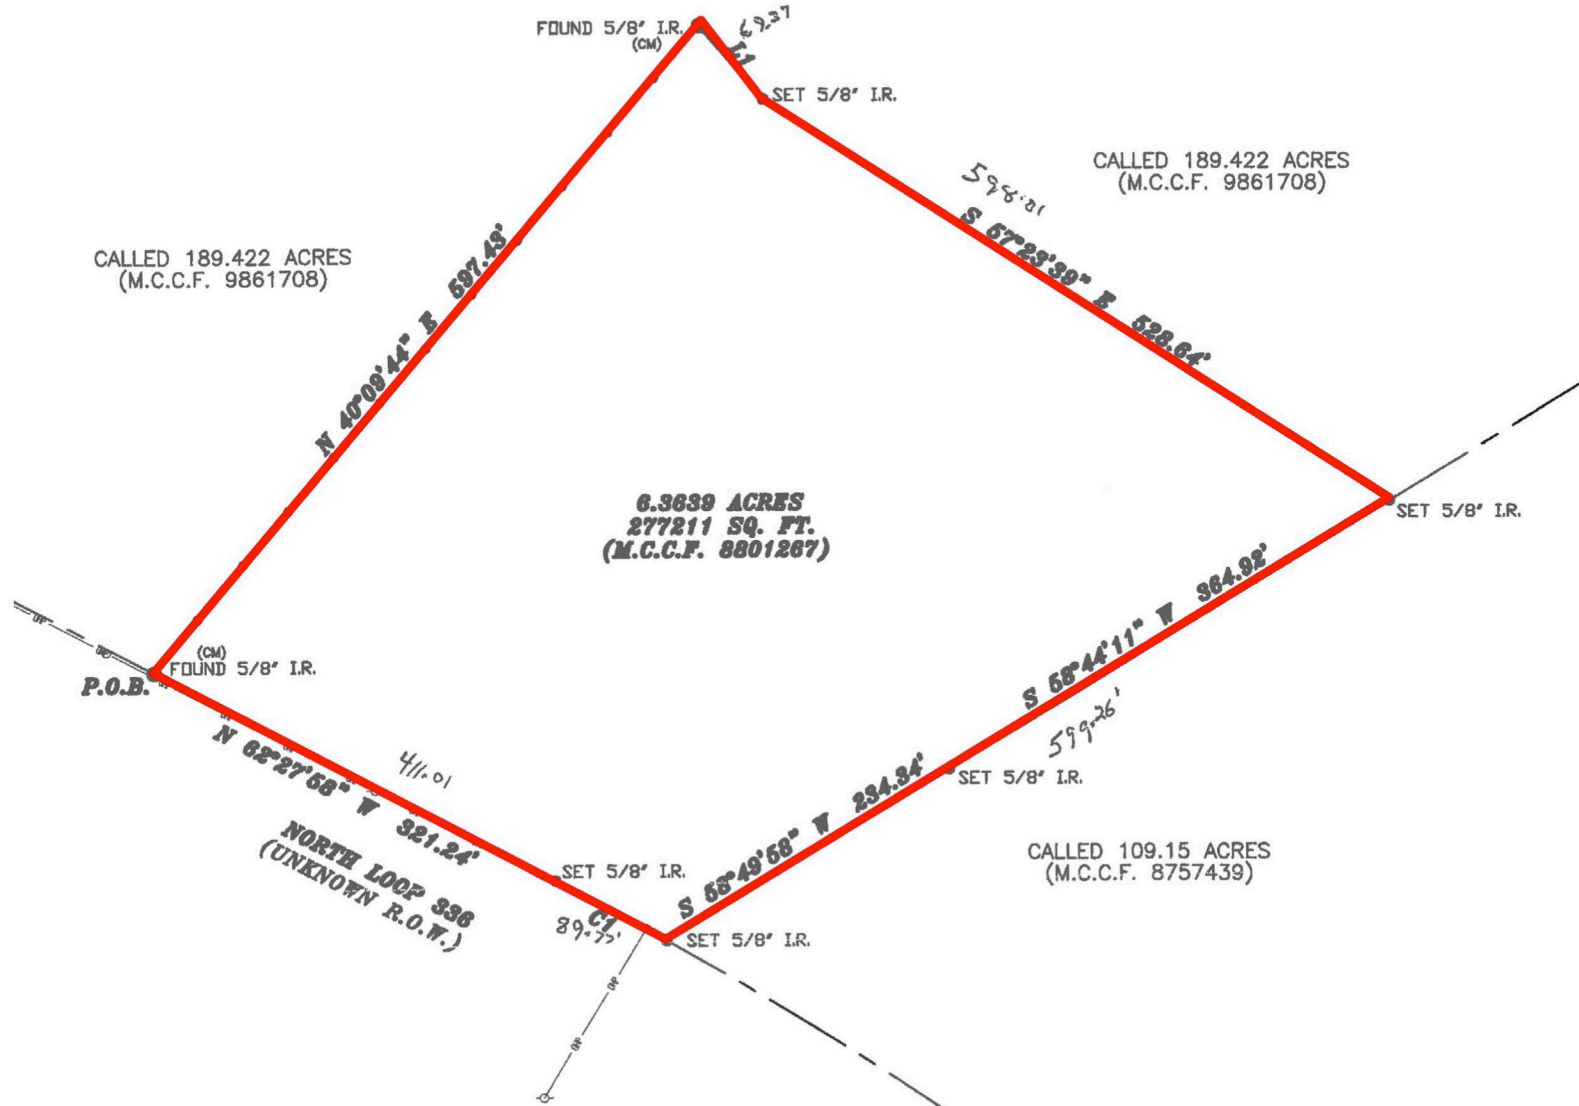 FOUND 5/8" I.R.
(CM)
69.37
L1
SET 5/8" I.R.
CALLED 189.422 ACRES
(M.C.C.F. 9861708)
598.01
S 57°23'39" E 528.64'
CALLED 189.422 ACRES
(M.C.C.F. 9861708)
N 40°09'44" E 597.43'
6.3639 ACRES
277211 SQ. FT.
(M.C.C.F. 8801267)
SET 5/8" I.R.
S 58°44'11" W 364.92'
599.26'
(CM)
FOUND 5/8" I.R.
P.O.B.
N 62°27'58" W 321.24'
411.01
NORTH LOOP 336
(UNKNOWN R.O.W.)
SET 5/8" I.R.
C1
89.77'
S 58°49'58" W 234.34'
SET 5/8" I.R.
SET 5/8" I.R.
CALLED 109.15 ACRES
(M.C.C.F. 8757439)